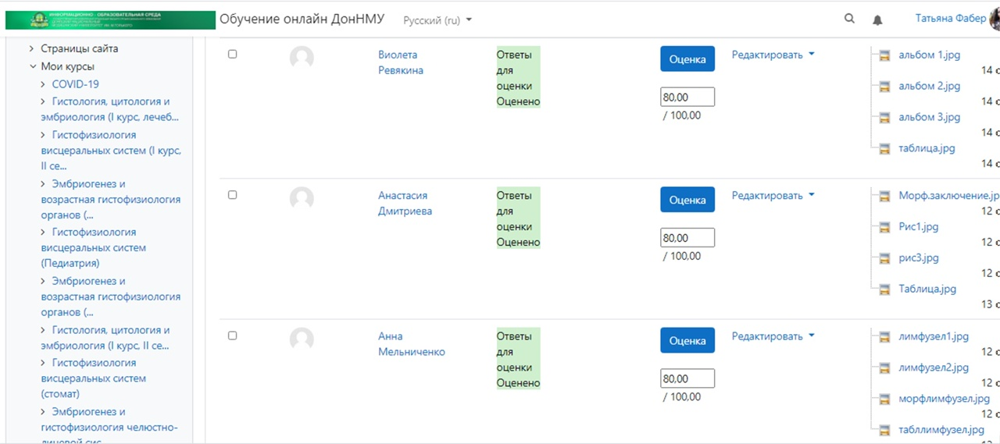 ИНФОРМАЦИОННО - ОБРАЗОВАТЕЛЬНАЯ СРЕДА
Обучение онлайн ДонНМУ
Русский (ru)
Татьяна Фабер
Страницы сайта
Мои курсы
COVID-19
Гистология, цитология и
эмбриология (I курс, лечеб...
Гистофизиология
висцеральных систем (I курс,
II се...
Эмбриогенез и
возрастная гистофизиология
органов (...
Гистофизиология
висцеральных систем
(Педиатрия)
Эмбриогенез и
возрастная гистофизиология
органов (...
Гистология, цитология и
эмбриология (I курс, II се...
Гистофизиология
висцеральных систем
(стомат)
Эмбриогенез и
гистофизиология челюстно-
лицевой сис...
Виолета
Ревякина
Ответы
для
оценки
Оценено
Оценка
80,00
/ 100,00
Редактировать
альбом 1.jpg
14 о
альбом 2.jpg
14 о
альбом 3.jpg
14 о
таблица.jpg
14 о
Анастасия
Дмитриева
Ответы
для
оценки
Оценено
Оценка
80,00
/ 100,00
Редактировать
Морф.заключение.jp
12 о
Рис1.jpg
12 о
рис3.jpg
12 о
Таблица.jpg
13 о
Анна
Мельниченко
Ответы
для
оценки
Оценено
Оценка
80,00
/ 100,00
Редактировать
лимфузел1.jpg
12 о
лимфузел2.jpg
12 о
морфлимфузел.jpg
12 о
табллимфузел.jpg